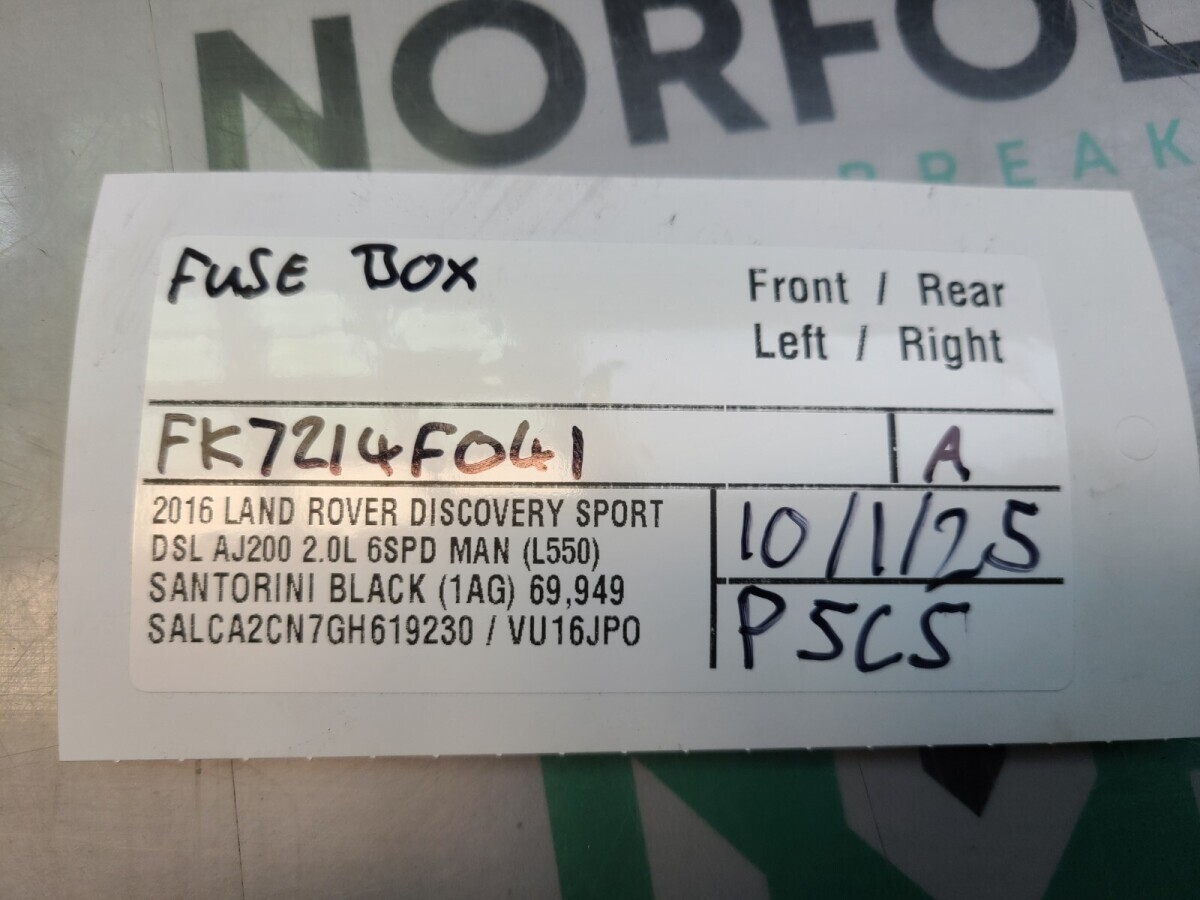 NORFOL
BREAK
FUSE BOX
Front / Rear
Left / Right
FK7214F041
A
2016 LAND ROVER DISCOVERY SPORT
DSL AJ200 2.0L 6SPD MAN (L550)
SANTORINI BLACK (1AG) 69,949
SALCA2CN7GH619230 / VU16JPO
10/1/25
P5C5